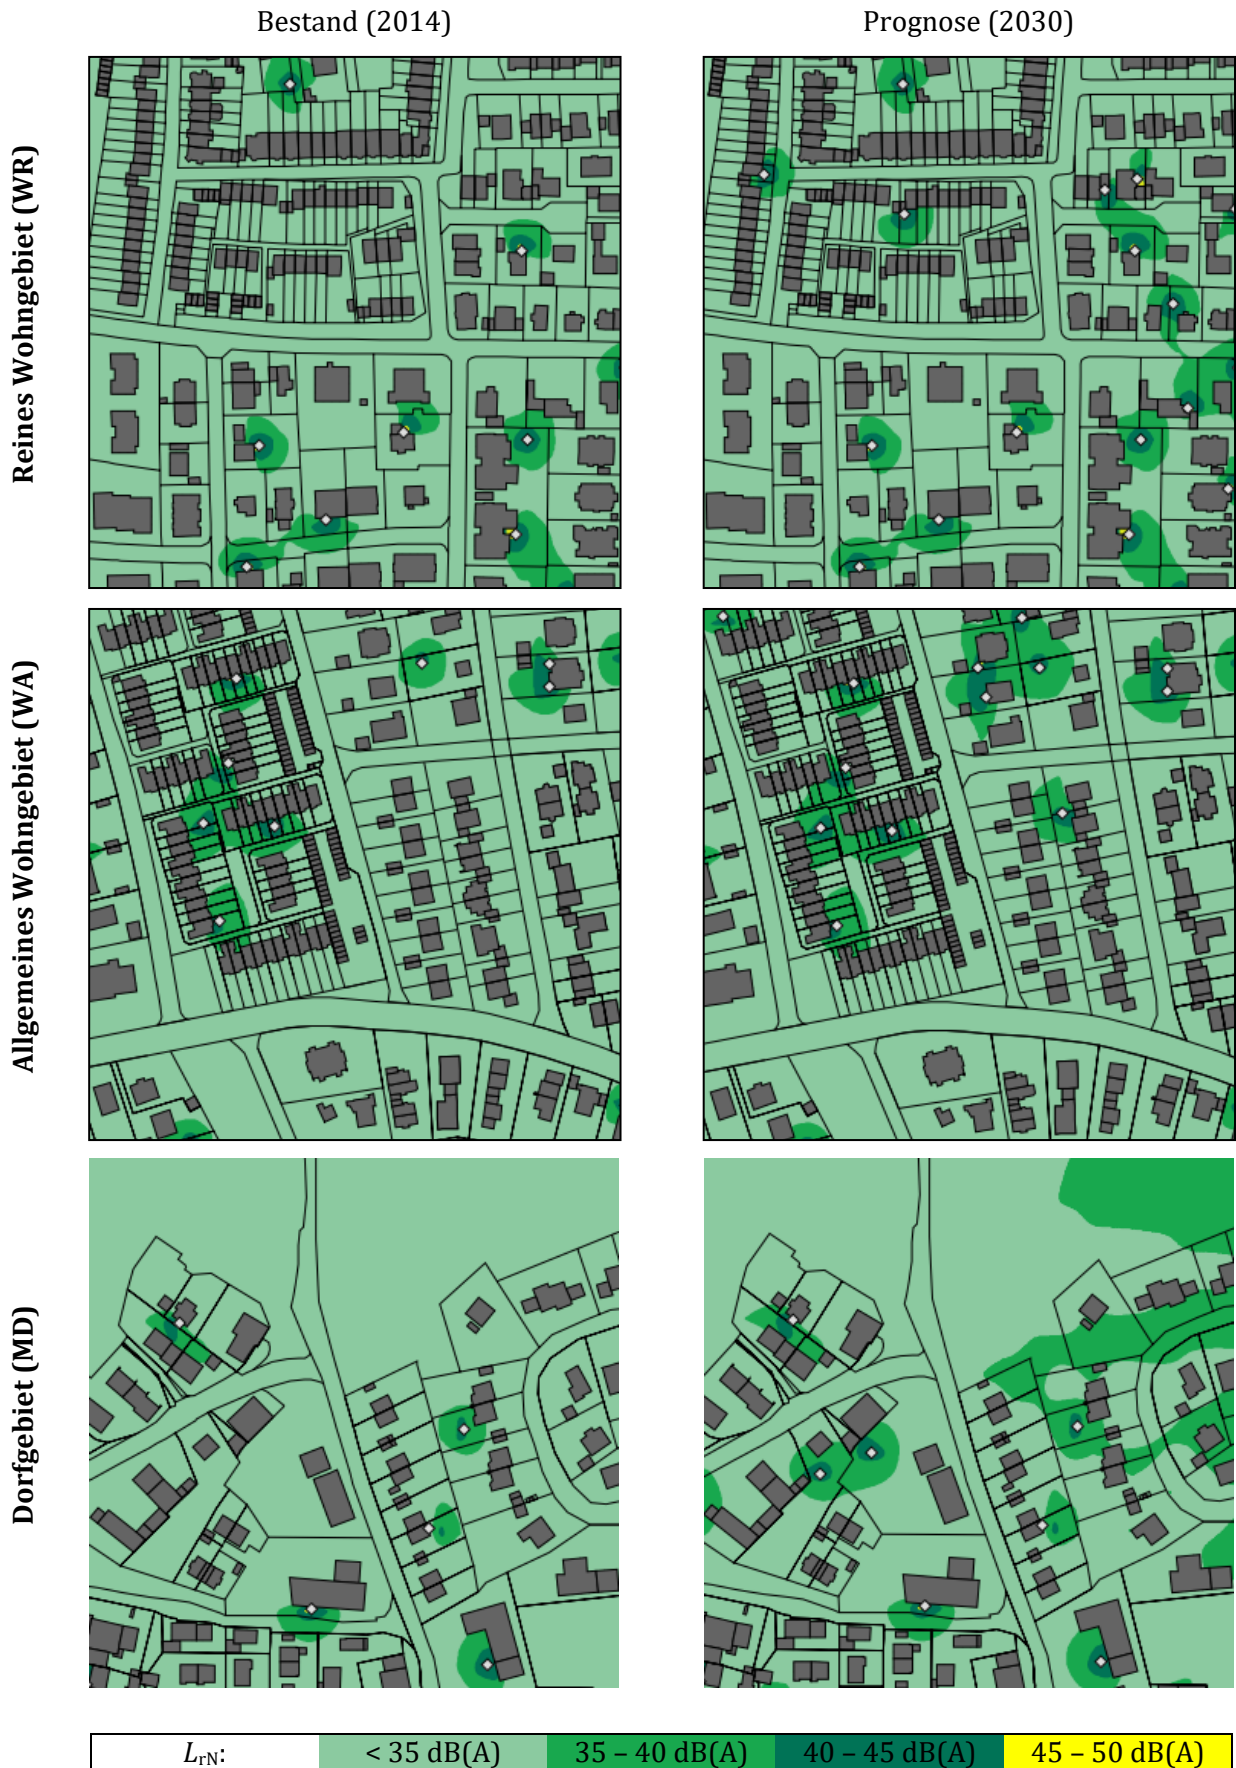 Bestand (2014)
Prognose (2030)
Reines Wohngebiet (WR)
Allgemeines Wohngebiet (WA)
Dorfgebiet (MD)
LrN: < 35 dB(A) 35 – 40 dB(A) 40 – 45 dB(A) 45 – 50 dB(A)